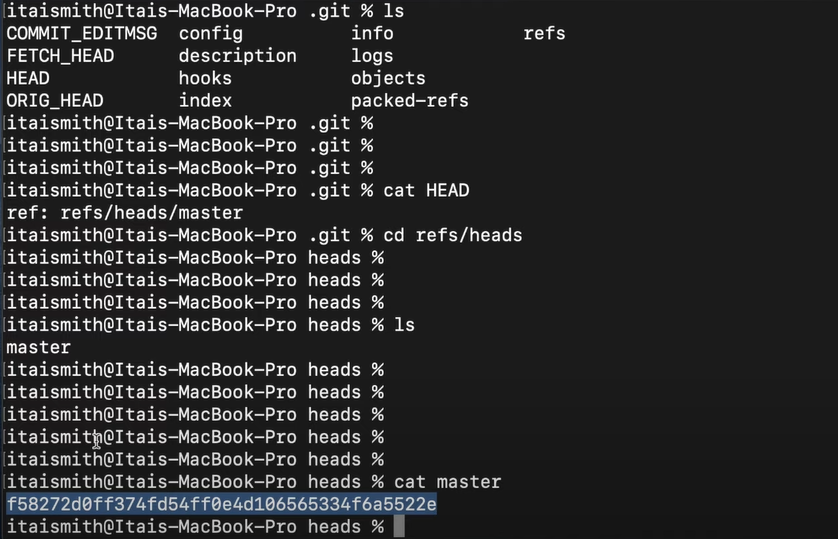 itaismith@Itais-MacBook-Pro .git % ls
COMMIT_EDITMSG config info refs
FETCH_HEAD description logs
HEAD hooks objects
ORIG_HEAD index packed-refs
itaismith@Itais-MacBook-Pro .git %
itaismith@Itais-MacBook-Pro .git %
itaismith@Itais-MacBook-Pro .git %
itaismith@Itais-MacBook-Pro .git % cat HEAD
ref: refs/heads/master
itaismith@Itais-MacBook-Pro .git % cd refs/heads
itaismith@Itais-MacBook-Pro heads %
itaismith@Itais-MacBook-Pro heads %
itaismith@Itais-MacBook-Pro heads %
itaismith@Itais-MacBook-Pro heads % ls
master
itaismith@Itais-MacBook-Pro heads %
itaismith@Itais-MacBook-Pro heads %
itaismith@Itais-MacBook-Pro heads %
itaismith@Itais-MacBook-Pro heads %
itaismith@Itais-MacBook-Pro heads %
itaismith@Itais-MacBook-Pro heads % cat master
f58272d0ff374fd54ff0e4d106565334f6a5522e
itaismith@Itais-MacBook-Pro heads %